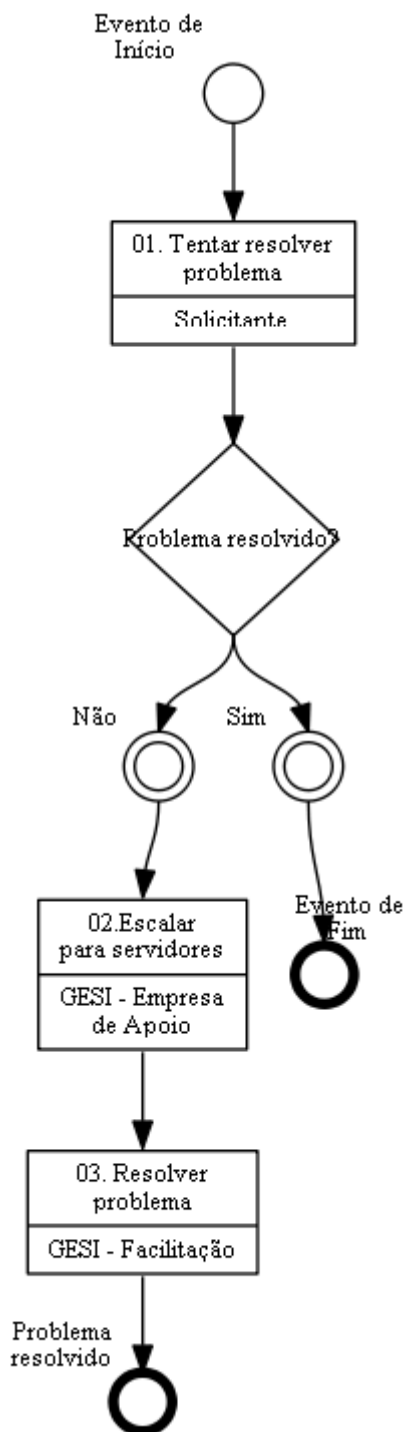 Evento de
Início
01. Tentar resolver
problema
Solicitante
Problema resolvido?
Não
Sim
02.Escalar
para servidores
GESI - Empresa
de Apoio
Evento de
Fim
03. Resolver
problema
GESI - Facilitação
Problema
resolvido